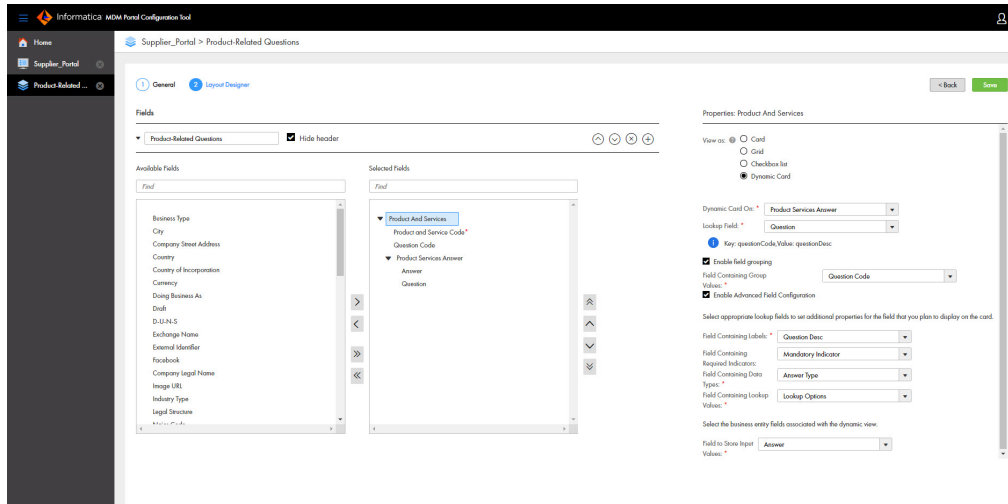 Informatica MDM Portal Configuration Tool
Home
Supplier_Portal
Product-Related ...
Supplier_Portal > Product-Related Questions
1 General 2 Layout Designer
< Back Save
Fields
Product-Related Questions Hide header
Available Fields
Find
Business Type
City
Company Street Address
Country
Country of Incorporation
Currency
Doing Business As
Draft
D-U-N-S
Exchange Name
External Identifier
Facebook
Company Legal Name
Image URL
Industry Type
Legal Structure
Selected Fields
Find
Product And Services
Product and Service Code*
Question Code
Product Services Answer
Answer
Question
Properties: Product And Services
View as: Card
Grid
Checkbox list
Dynamic Card
Dynamic Card On: * Product Services Answer
Lookup Field: * Question
Key: questionCode,Value: questionDesc
Enable field grouping
Field Containing Group Question Code
Values: *
Enable Advanced Field Configuration
Select appropriate lookup fields to set additional properties for the field that you plan to display on the card.
Field Containing Labels: * Question Desc
Field Containing Mandatory Indicator
Required Indicators:
Field Containing Data Answer Type
Types: *
Field Containing Lookup Lookup Options
Values: *
Select the business entity fields associated with the dynamic view.
Field to Store Input Answer
Values: *